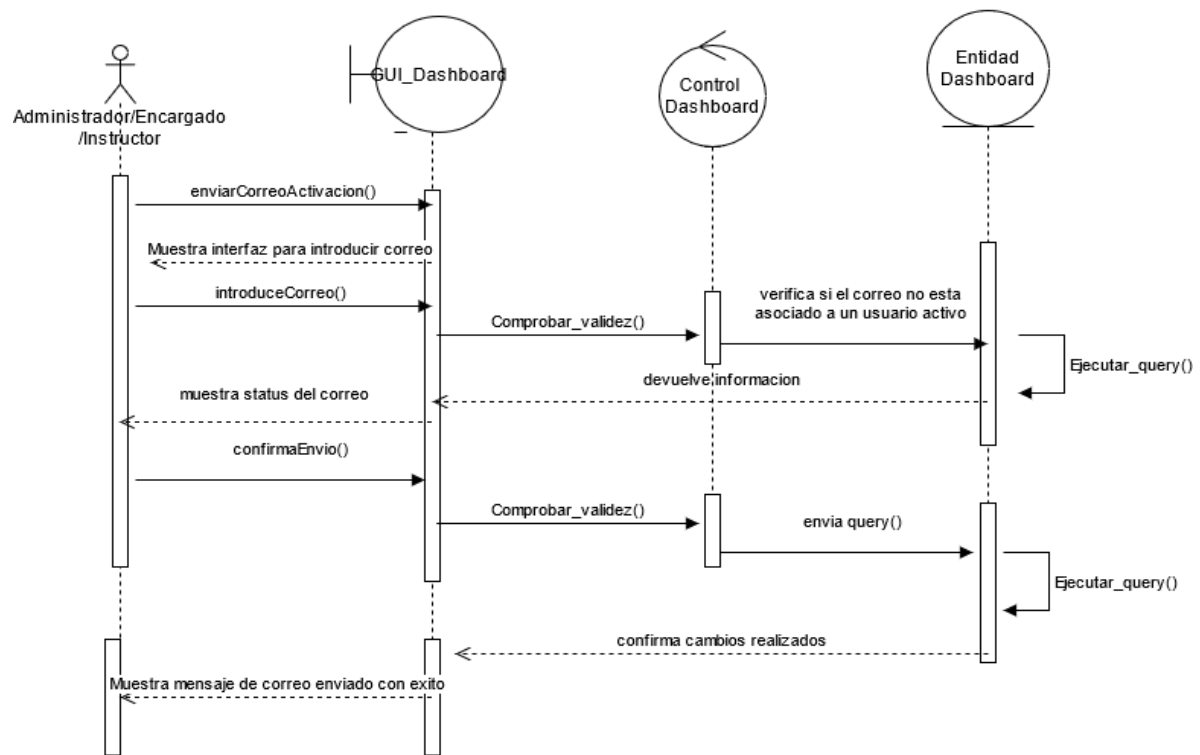 Administrador/Encargado
/Instructor
GUI_Dashboard
Control
Dashboard
Entidad
Dashboard
enviarCorreoActivacion()
Muestra interfaz para introducir correo
introduceCorreo()
Comprobar_validez()
verifica si el correo no esta
asociado a un usuario activo
Ejecutar_query()
devuelve informacion
muestra status del correo
confirmaEnvio()
Comprobar_validez()
envia query()
Ejecutar_query()
confirma cambios realizados
Muestra mensaje de correo enviado con exito